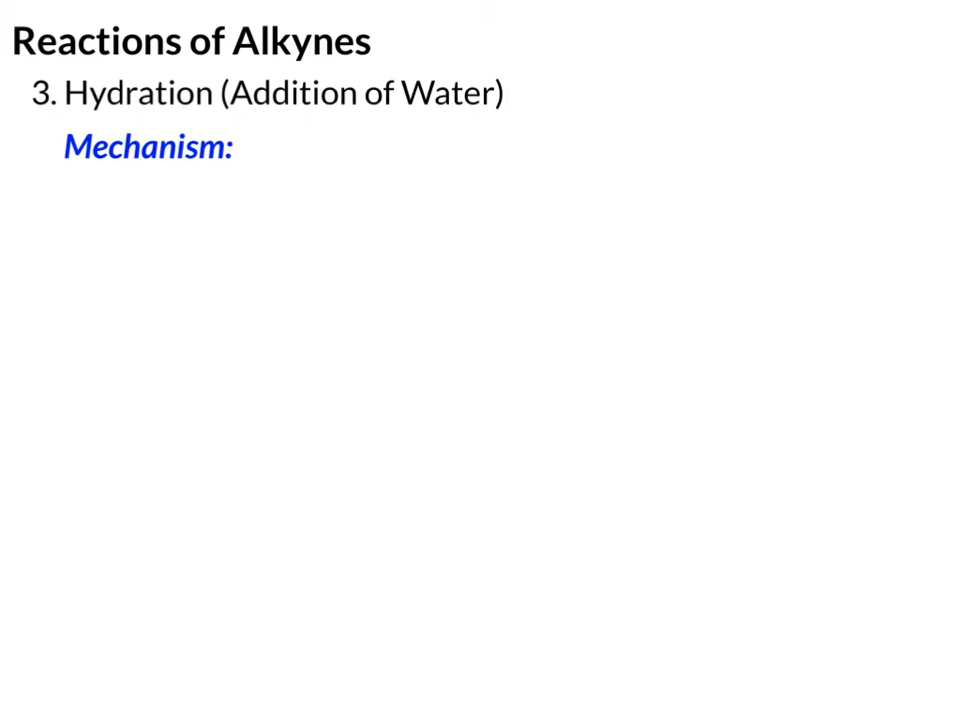 Reactions of Alkynes
3. Hydration (Addition of Water)
Mechanism: